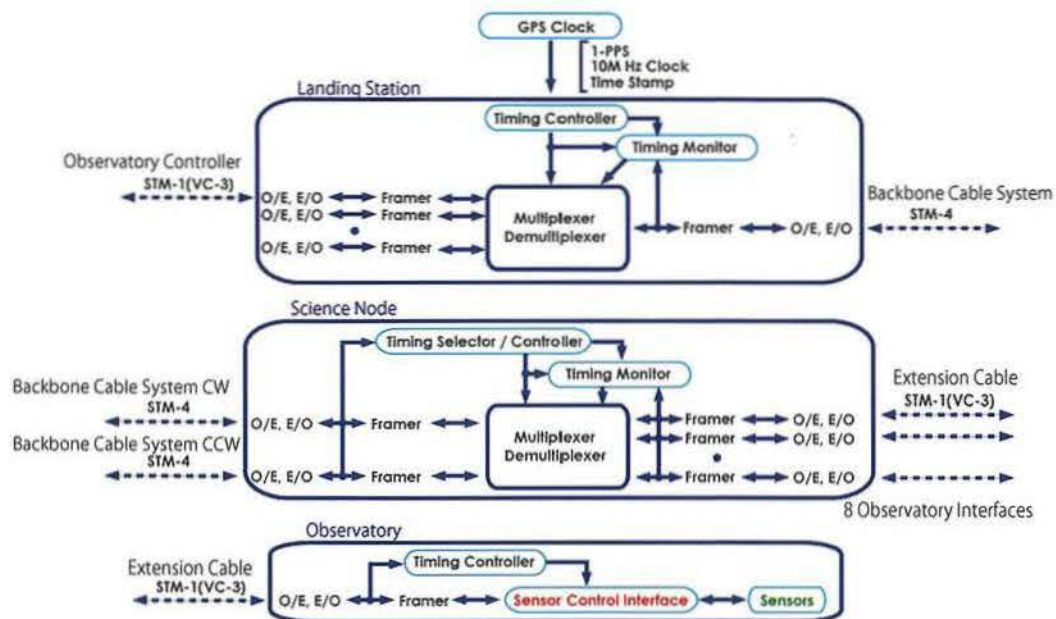 GPS Clock
1-PPS
10M Hz Clock
Time Stamp
Landing Station
Timing Controller
Timing Monitor
Observatory Controller
STM-1(VC-3)
O/E, E/O Framer
O/E, E/O Framer
O/E, E/O Framer
Multiplexer
Demultiplexer
Framer O/E, E/O
Backbone Cable System
STM-4
Science Node
Timing Selector / Controller
Timing Monitor
Backbone Cable System CW
STM-4
Backbone Cable System CCW
STM-4
O/E, E/O Framer
O/E, E/O Framer
Multiplexer
Demultiplexer
Framer O/E, E/O
Framer O/E, E/O
Framer O/E, E/O
Extension Cable
STM-1(VC-3)
8 Observatory Interfaces
Observatory
Timing Controller
Extension Cable
STM-1(VC-3)
O/E, E/O Framer Sensor Control Interface Sensors